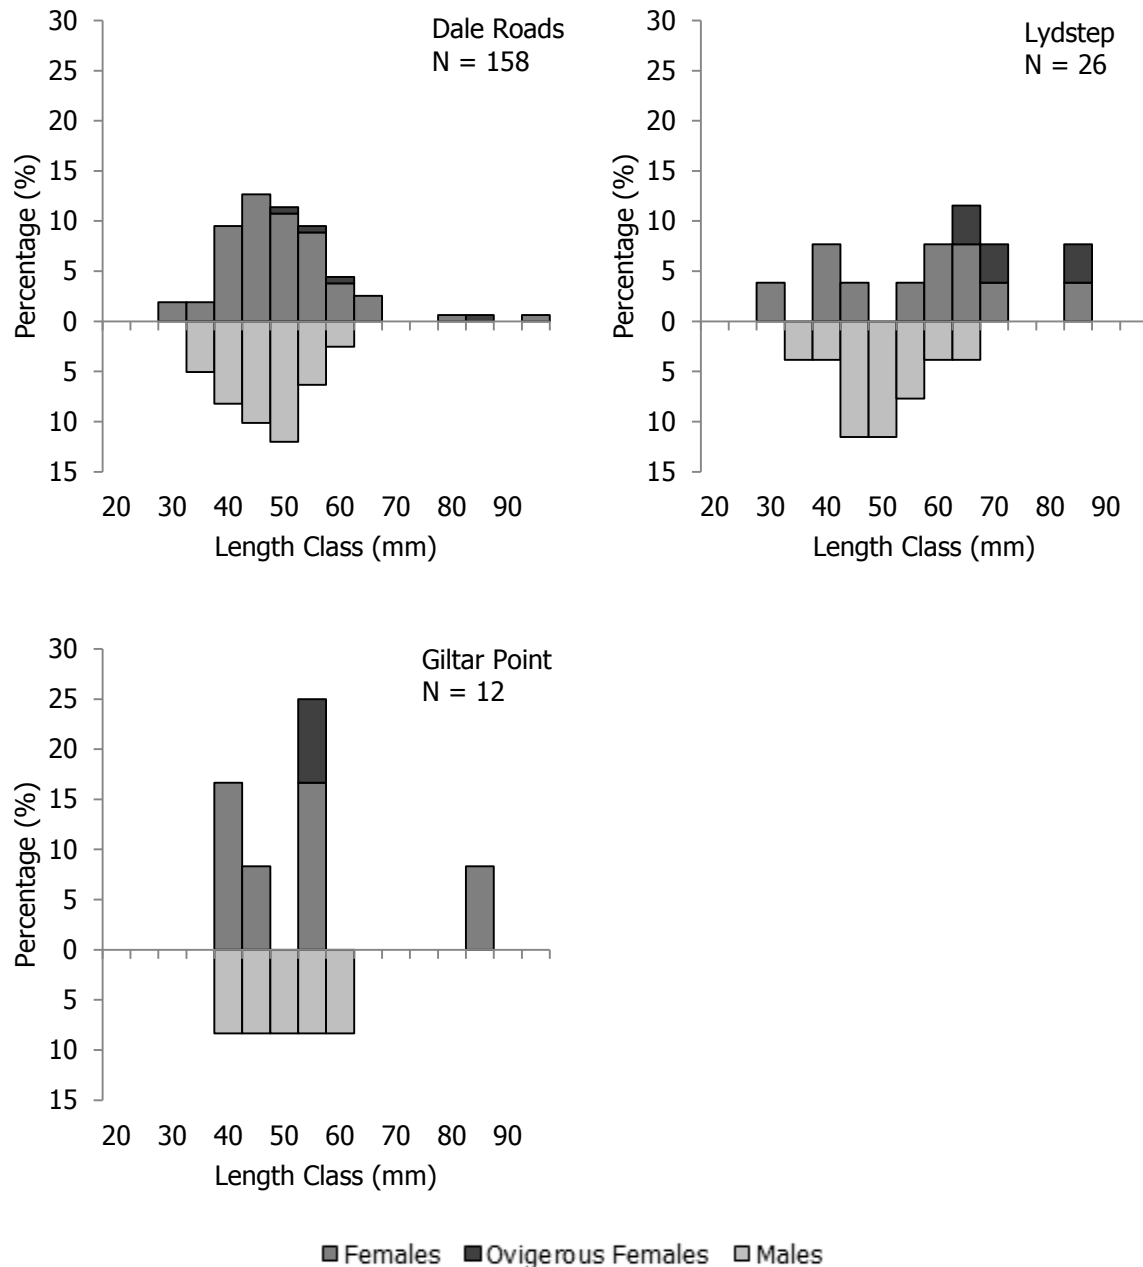 Dale Roads
N = 158
30
25
20
15
10
5
0
5
10
15
Percentage (%)
20 30 40 50 60 70 80 90
Length Class (mm)
Lydstep
N = 26
30
25
20
15
10
5
0
5
10
15
Percentage (%)
20 30 40 50 60 70 80 90
Length Class (mm)
Giltar Point
N = 12
30
25
20
15
10
5
0
5
10
15
Percentage (%)
20 30 40 50 60 70 80 90
Length Class (mm)
Females Ovigerous Females Males